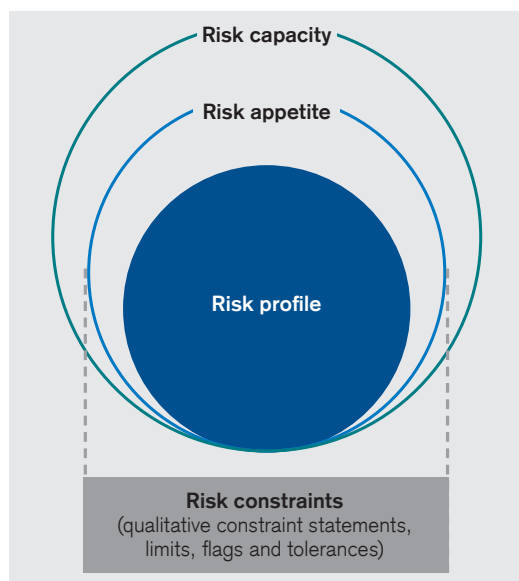 Risk capacity
Risk appetite
Risk profile
Risk constraints
(qualitative constraint statements,
limits, flags and tolerances)